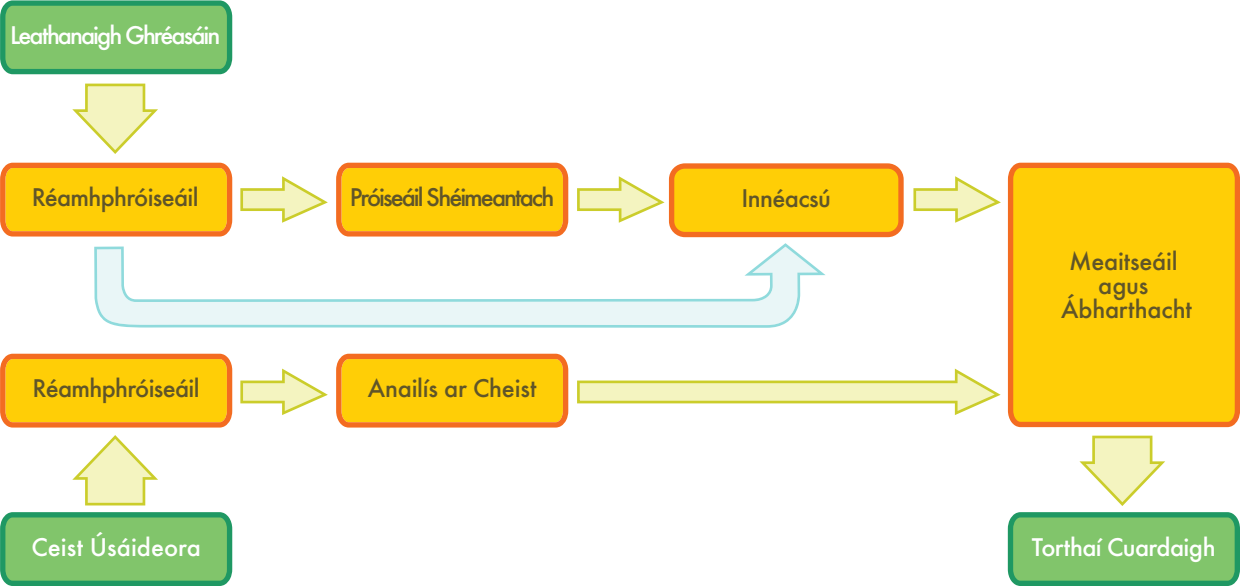 Leathanaigh Ghréasáin
Réamhphróiseáil
Próiseáil Shéimeantach
Innéacsú
Meaitseáil
agus
Ábharthacht
Réamhphróiseáil
Anailís ar Cheist
Ceist Úsáideora
Torthaí Cuardaigh